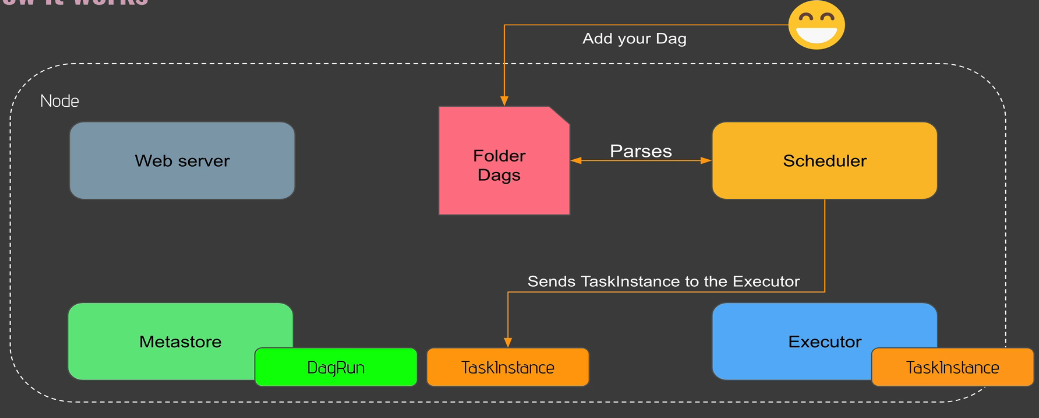 ow it works
Add your Dag
Node
Web server
Folder
Dags
Parses
Scheduler
Sends TaskInstance to the Executor
Metastore
DagRun
TaskInstance
Executor
TaskInstance